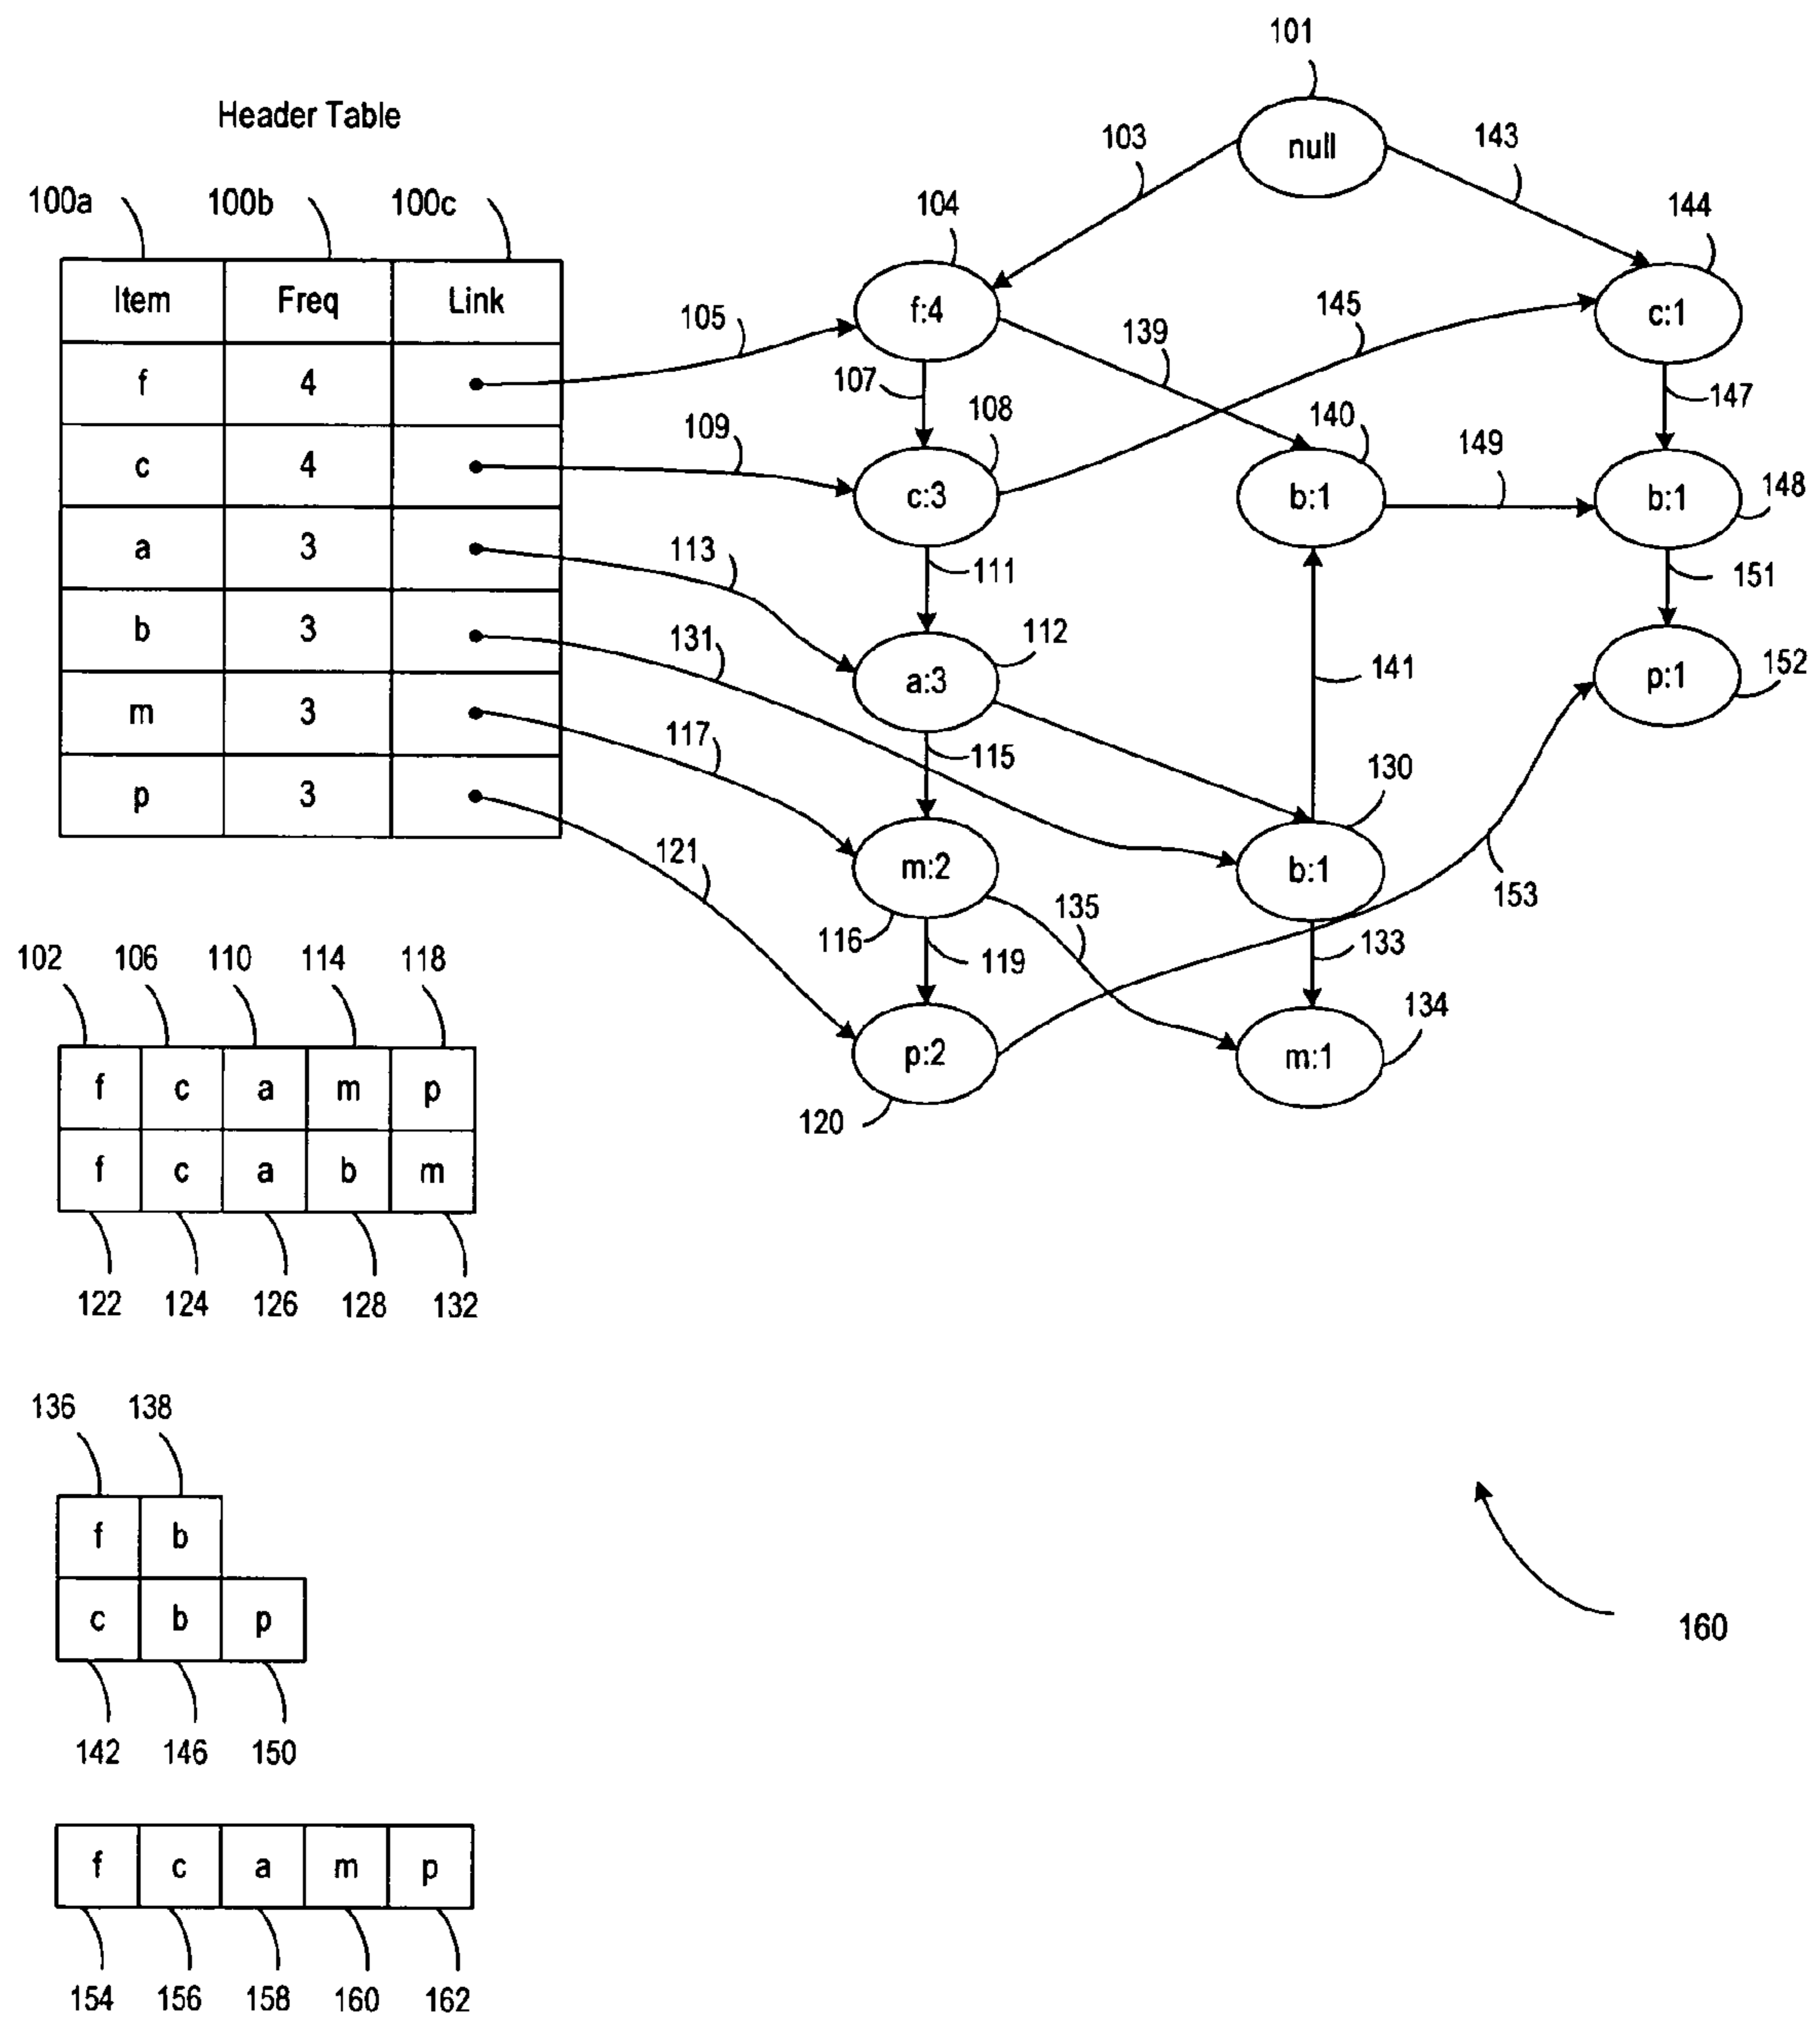 101
Header Table
103
143
null
100a
100b
100c
104
144
Item
Freq
Link
f:4
c:1
105
139
145
f
4
107
147
109
108
140
149
c
4
c:3
b:1
b:1
148
113
111
151
a
3
131
112
152
b
3
a:3
141
p:1
m
3
117
115
130
p
3
121
m:2
b:1
153
116
135
133
102
106
110
114
118
119
134
f
c
a
m
p
p:2
m:1
120
f
c
a
b
m
122
124
126
128
132
136
138
f
b
c
b
p
160
142
146
150
f
c
a
m
p
154
156
158
160
162